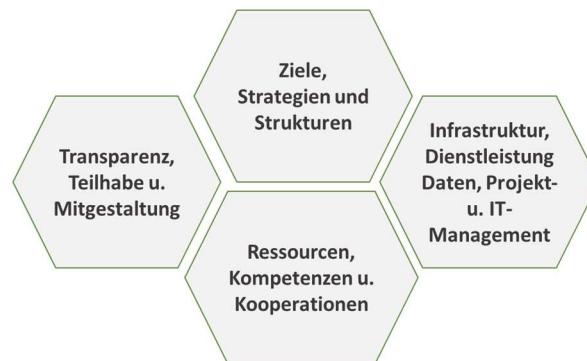 Ziele,
Strategien und
Strukturen
Transparenz,
Teilhabe u.
Mitgestaltung
Infrastruktur,
Dienstleistung
Daten, Projekt-
u. IT-
Management
Ressourcen,
Kompetenzen u.
Kooperationen